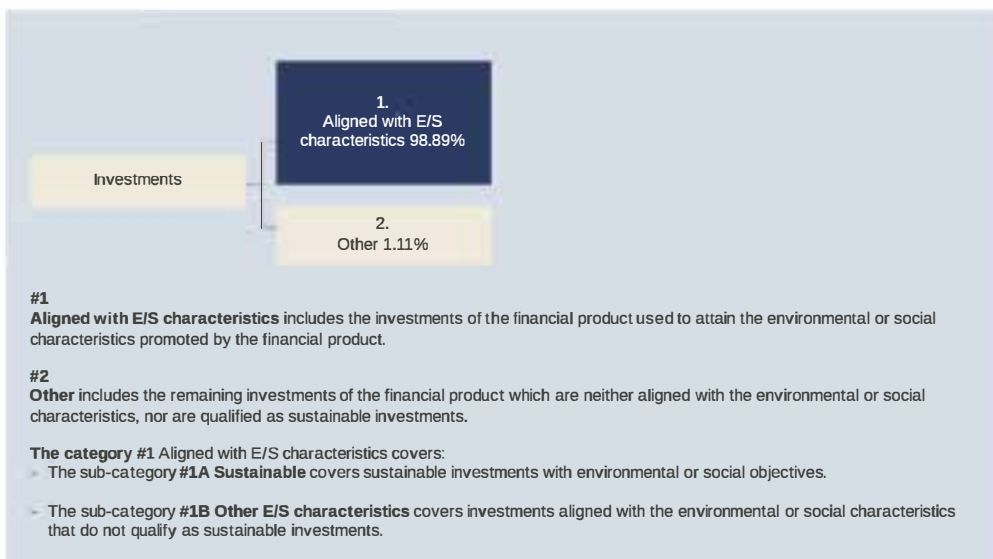 1.
Aligned with E/S
characteristics 98.89%
Investments
2.
Other 1.11%
#1
Aligned with E/S characteristics includes the investments of the financial product used to attain the environmental or social
characteristics promoted by the financial product.
#2
Other includes the remaining investments of the financial product which are neither aligned with the environmental or social
characteristics, nor are qualified as sustainable investments.
The category #1 Aligned with E/S characteristics covers:
The sub-category #1A Sustainable covers sustainable investments with environmental or social objectives.
The sub-category #1B Other E/S characteristics covers investments aligned with the environmental or social characteristics
that do not qualify as sustainable investments.